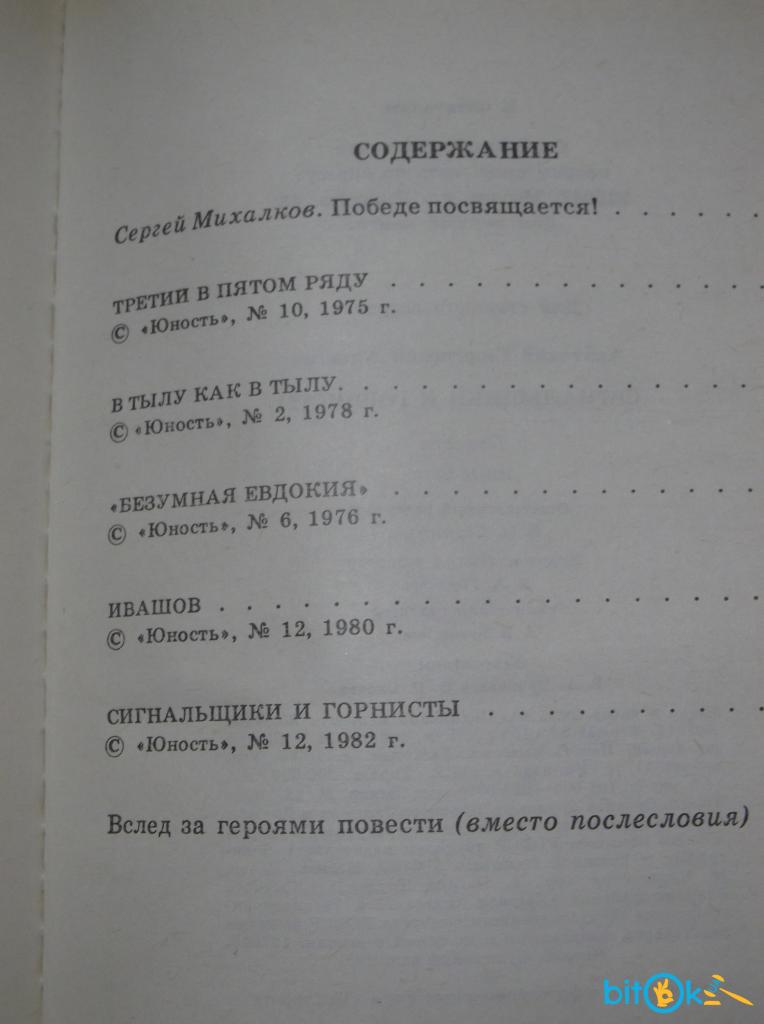 СОДЕРЖАНИЕ
Сергей Михалков. Победе посвящается! . . . . . .
ТРЕТИЙ В ПЯТОМ РЯДУ . . . . . . . . . . . . . .
© «Юность», № 10, 1975 г.
В ТЫЛУ КАК В ТЫЛУ. . . . . . . . . . . . . . .
© «Юность», № 2, 1978 г.
«БЕЗУМНАЯ ЕВДОКИЯ» . . . . . . . . . . . . . .
© «Юность», № 6, 1976 г.
ИВАШОВ . . . . . . . . . . . . . . . . . . . .
© «Юность», № 12, 1980 г.
СИГНАЛЬЩИКИ И ГОРНИСТЫ . . . . . . . . . .
© «Юность», № 12, 1982 г.
Вслед за героями повести (вместо послесловия)
bitok